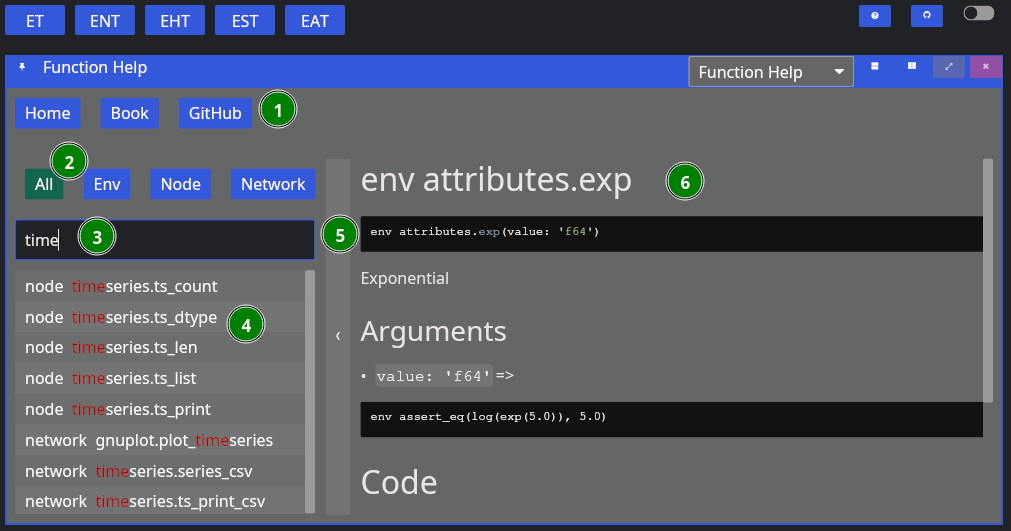 ET ENT EHT EST EAT
Function Help
Function Help
Home Book GitHub 1
2
All Env Node Network
time 3
node timeseries.ts_count
node timeseries.ts_dtype 4
node timeseries.ts_len
node timeseries.ts_list
node timeseries.ts_print
network gnuplot.plot_timeseries
network timeseries.series_csv
network timeseries.ts_print_csv
5
env attributes.exp 6
env attributes.exp(value: 'f64')
Exponential
Arguments
• value: 'f64' =>
env assert_eq(log(exp(5.0)), 5.0)
Code